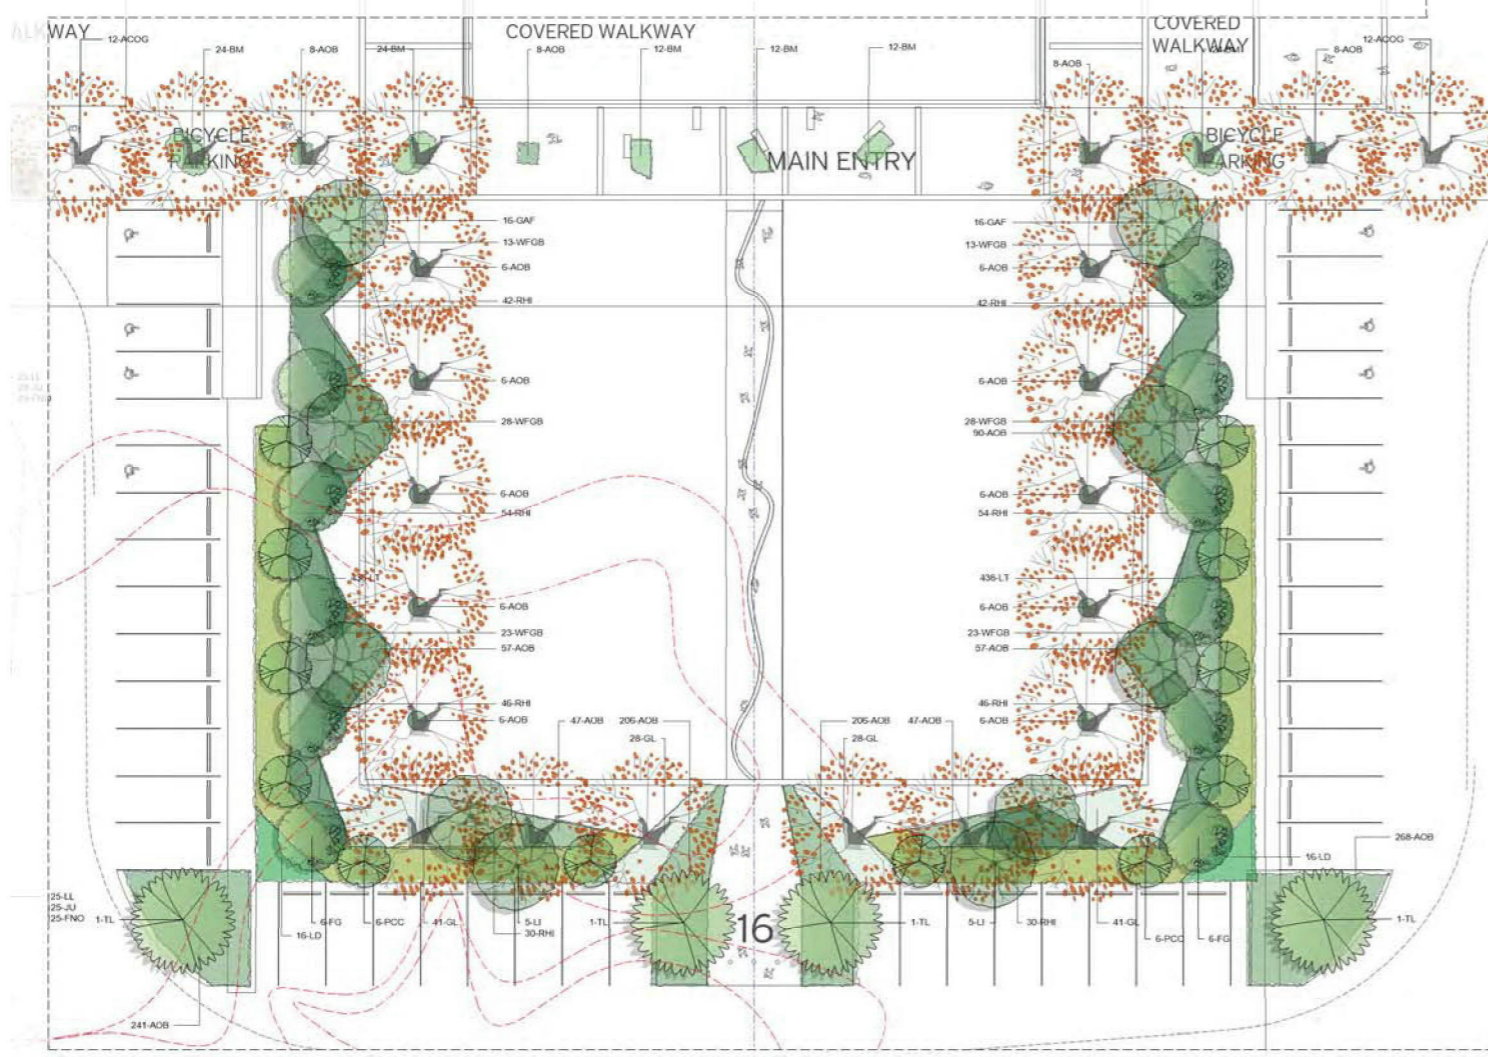 WAY
COVERED WALKWAY
COVERED
WALKWAY
12-ACOG
24-BM
8-AOB
24-BM
8-AOB
12-BM
12-BM
12-BM
8-AOB
24-BM
8-AOB
12-ACOG
BICYCLE
PARKING
MAIN ENTRY
BICYCLE
PARKING
16-GAF
16-GAF
13-WFGB
13-WFGB
6-AOB
6-AOB
42-RHI
42-RHI
6-AOB
6-AOB
28-WFGB
28-WFGB
90-AOB
6-AOB
6-AOB
54-RHI
54-RHI
436-LT
6-AOB
6-AOB
23-WFGB
23-WFGB
57-AOB
57-AOB
46-RHI
46-RHI
6-AOB
6-AOB
47-AOB
206-AOB
206-AOB
47-AOB
28-GL
28-GL
268-AOB
16-LD
25-LL
25-JU
25-FNO
1-TL
6-FG
6-PCC
41-GL
5-LI
1-TL
16
1-TL
5-LI
30-RHI
41-GL
1-TL
16-LD
30-RHI
6-PCC
6-FG
241-AOB